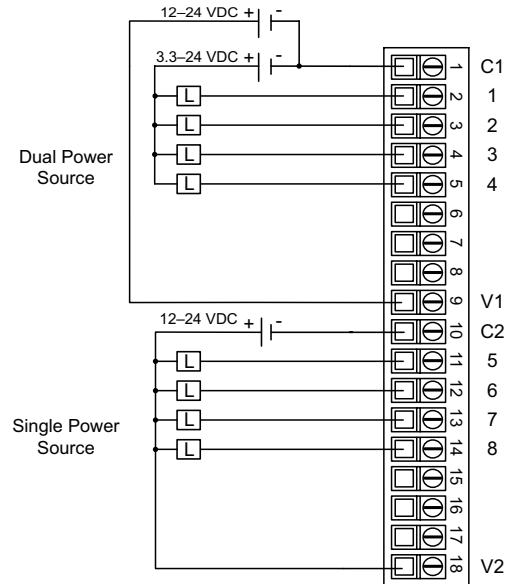 12–24 VDC + -
3.3–24 VDC + -
1 C1
L 2 1
L 3 2
Dual Power
Source
L 4 3
L 5 4
6
7
8
9 V1
12–24 VDC + -
10 C2
L 11 5
L 12 6
Single Power
Source
L 13 7
L 14 8
15
16
17
18 V2